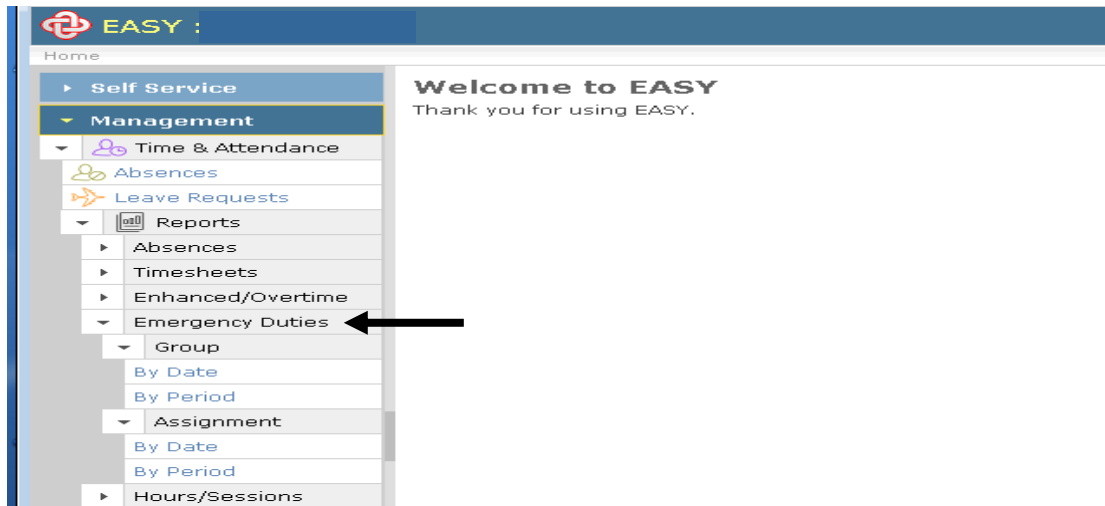 EASY :
Home
Self Service
Welcome to EASY
Thank you for using EASY.
Management
Time & Attendance
Absences
Leave Requests
Reports
Absences
Timesheets
Enhanced/Overtime
Emergency Duties
Group
By Date
By Period
Assignment
By Date
By Period
Hours/Sessions